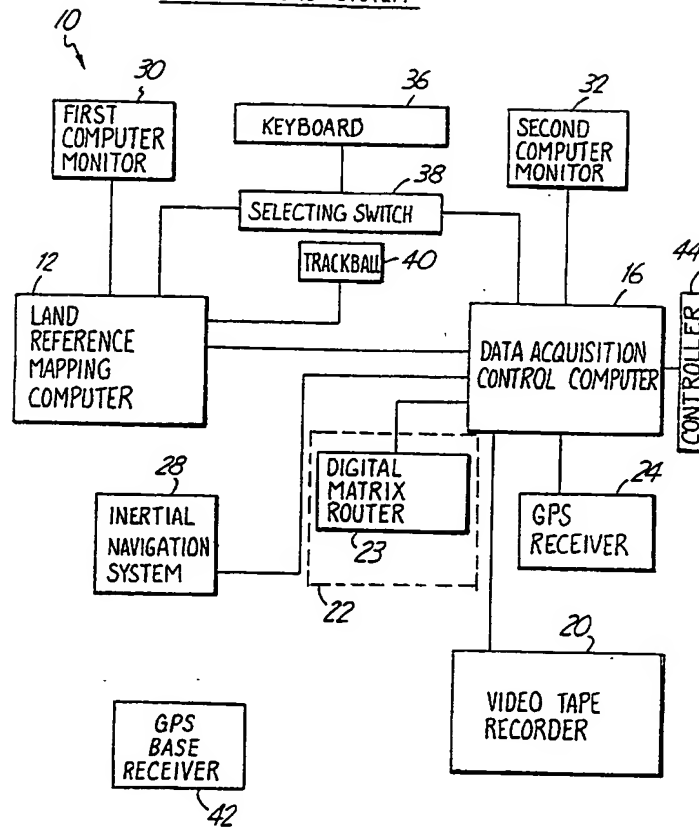 SYSTEM
10
30
FIRST
COMPUTER
MONITOR
36
KEYBOARD
32
SECOND
COMPUTER
MONITOR
38
SELECTING SWITCH
TRACKBALL
40
12
LAND
REFERENCE
MAPPING
COMPUTER
16
DATA ACQUISITION
CONTROL COMPUTER
44
CONTROLLER
28
INERTIAL
NAVIGATION
SYSTEM
DIGITAL
MATRIX
ROUTER
23
22
24
GPS
RECEIVER
20
VIDEO TAPE
RECORDER
GPS
BASE
RECEIVER
42